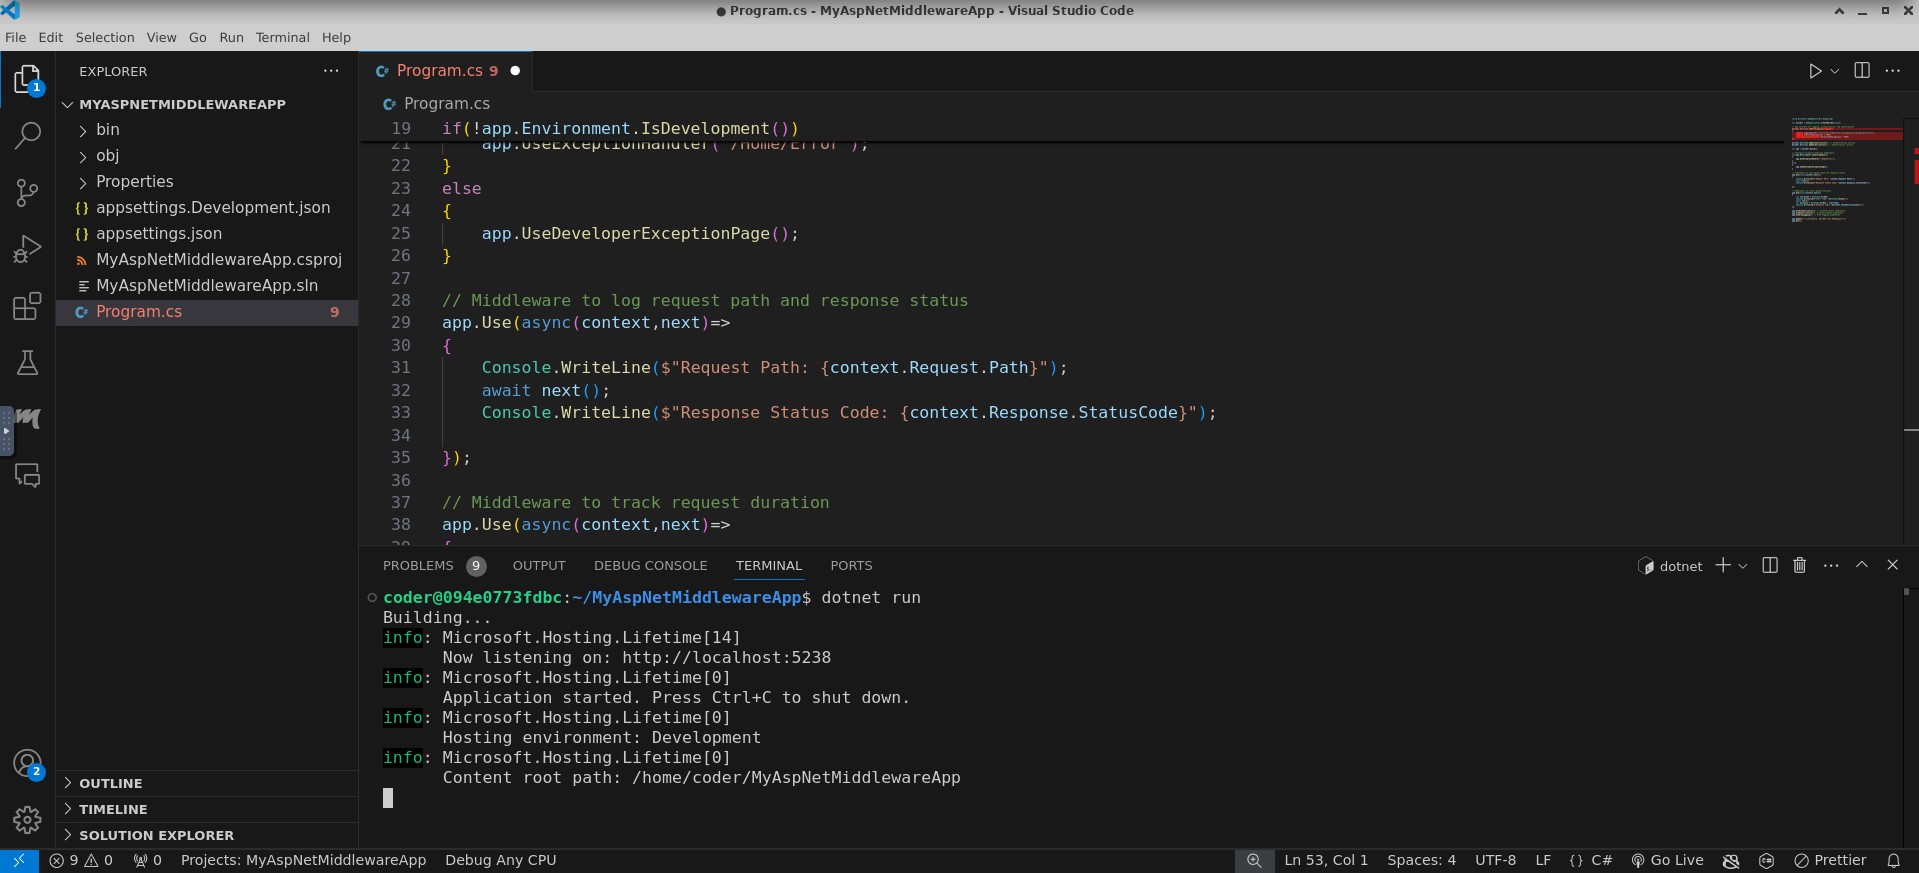 ● Program.cs - MyAspNetMiddlewareApp - Visual Studio Code
File Edit Selection View Go Run Terminal Help
EXPLORER
1
MYASPNETMIDDLEWAREAPP
bin
obj
Properties
appsettings.Development.json
appsettings.json
MyAspNetMiddlewareApp.csproj
MyAspNetMiddlewareApp.sln
Program.cs 9
OUTLINE
TIMELINE
SOLUTION EXPLORER
2
Program.cs 9
Program.cs
19 if(!app.Environment.IsDevelopment())
21 app.UseExceptionHandler("/Home/Error");
22 }
23 else
24 {
25 app.UseDeveloperExceptionPage();
26 }
27
28 // Middleware to log request path and response status
29 app.Use(async(context,next)=>
30 {
31 Console.WriteLine($"Request Path: {context.Request.Path}");
32 await next();
33 Console.WriteLine($"Response Status Code: {context.Response.StatusCode}");
34
35 });
36
37 // Middleware to track request duration
38 app.Use(async(context,next)=>
39 {
PROBLEMS 9 OUTPUT DEBUG CONSOLE TERMINAL PORTS
dotnet
coder@094e0773fdbc:~/MyAspNetMiddlewareApp$ dotnet run
Building...
info: Microsoft.Hosting.Lifetime[14]
Now listening on: http://localhost:5238
info: Microsoft.Hosting.Lifetime[0]
Application started. Press Ctrl+C to shut down.
info: Microsoft.Hosting.Lifetime[0]
Hosting environment: Development
info: Microsoft.Hosting.Lifetime[0]
Content root path: /home/coder/MyAspNetMiddlewareApp
9 0 0 Projects: MyAspNetMiddlewareApp Debug Any CPU
Ln 53, Col 1 Spaces: 4 UTF-8 LF {} C# Go Live Prettier